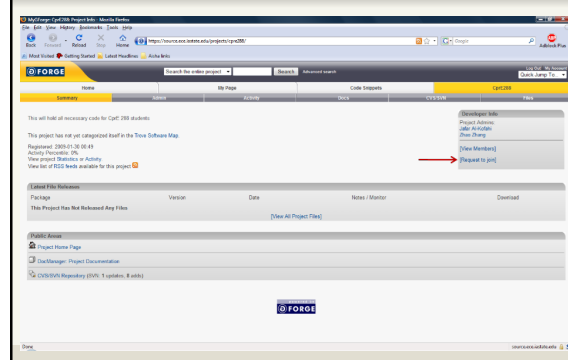 MyGForge: CprE288: Project Info - Mozilla Firefox
File Edit View History Bookmarks Tools Help
Back Forward Reload Stop Home https://source.ece.iastate.edu/projects/cpre288/ Google Adblock Plus
Most Visited Getting Started Latest Headlines
FORGE Search the entire project Search Advanced search Log Out My Account
Quick Jump To...
Home My Page Code Snippets CprE288
Summary Admin Activity Docs CVS/SVN Files
This will hold all necessary code for CprE 288 students
This project has not yet categorized itself in the Trove Software Map.
Registered: 2009-01-30 00:49
Activity Percentile: 0%
View project Statistics or Activity
View list of RSS feeds available for this project
Developer Info
Project Admins:
Zhao Zhang
[View Members]
[Request to join]
Latest File Releases
Package Version Date Notes / Monitor Download
This Project Has Not Released Any Files
[View All Project Files]
Public Areas
Project Home Page
DocManager: Project Documentation
CVS/SVN Repository (SVN: 1 updates, 8 adds)
FORGE
Done source.ece.iastate.edu